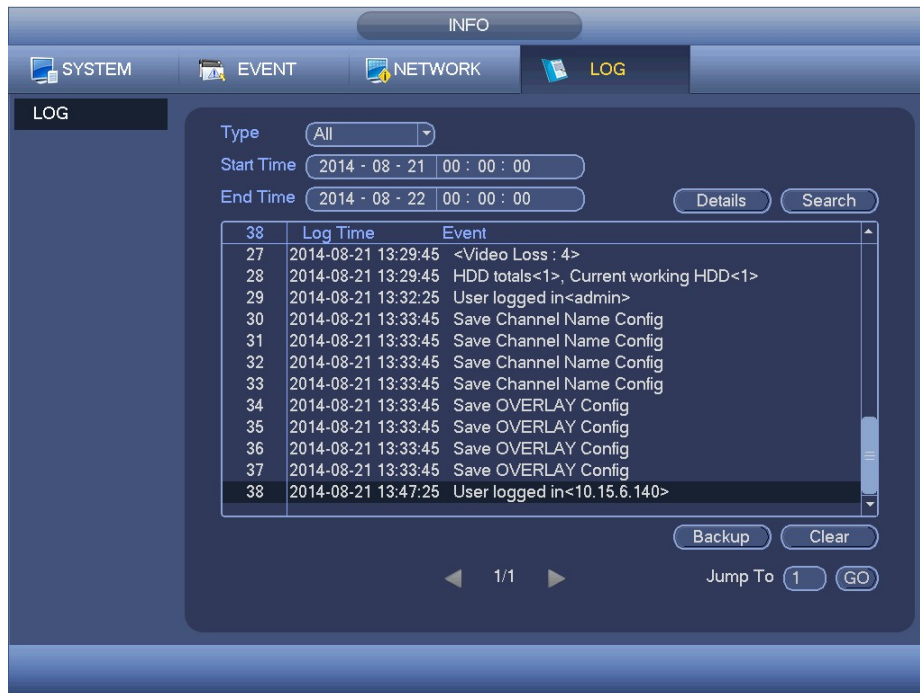 INFO
SYSTEM EVENT NETWORK LOG
LOG
Type All
Start Time 2014 - 08 - 21 00 : 00 : 00
End Time 2014 - 08 - 22 00 : 00 : 00 Details Search
38 Log Time Event
27 2014-08-21 13:29:45 <Video Loss : 4>
28 2014-08-21 13:29:45 HDD totals<1>, Current working HDD<1>
29 2014-08-21 13:32:25 User logged in<admin>
30 2014-08-21 13:33:45 Save Channel Name Config
31 2014-08-21 13:33:45 Save Channel Name Config
32 2014-08-21 13:33:45 Save Channel Name Config
33 2014-08-21 13:33:45 Save Channel Name Config
34 2014-08-21 13:33:45 Save OVERLAY Config
35 2014-08-21 13:33:45 Save OVERLAY Config
36 2014-08-21 13:33:45 Save OVERLAY Config
37 2014-08-21 13:33:45 Save OVERLAY Config
38 2014-08-21 13:47:25 User logged in<10.15.6.140>
Backup Clear
1/1 Jump To 1 GO